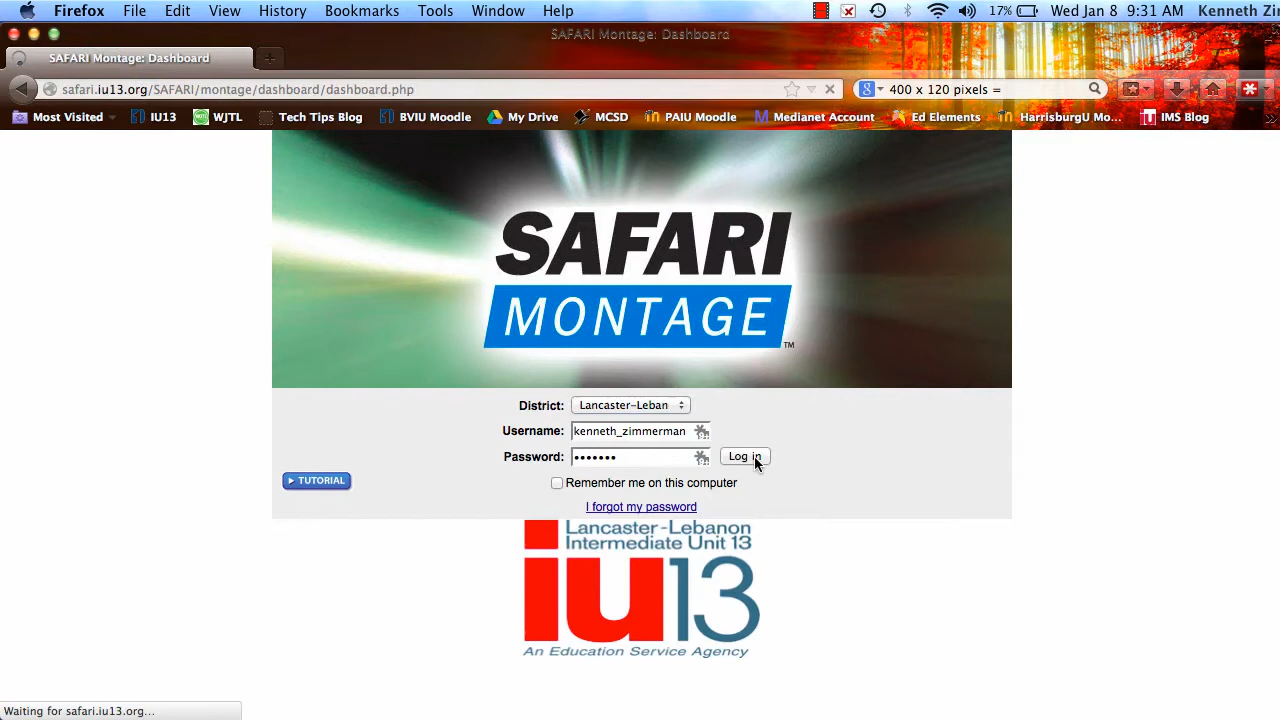 Firefox File Edit View History Bookmarks Tools Window Help 17% Wed Jan 8 9:31 AM Kenneth Zi
SAFARI Montage: Dashboard
SAFARI Montage: Dashboard
safari.iu13.org/SAFARI/montage/dashboard/dashboard.php 400 x 120 pixels =
Most Visited IU13 WJTL Tech Tips Blog BVIU Moodle My Drive MCSD PAIU Moodle Medianet Account Ed Elements HarrisburgU Mo... IMS Blog
SAFARI
MONTAGE™
District: Lancaster-Leban
Username: kenneth_zimmerman
Password: •••••••
Log in
TUTORIAL
Remember me on this computer
I forgot my password
Lancaster-Lebanon
Intermediate Unit 13
iu13
An Education Service Agency
Waiting for safari.iu13.org...